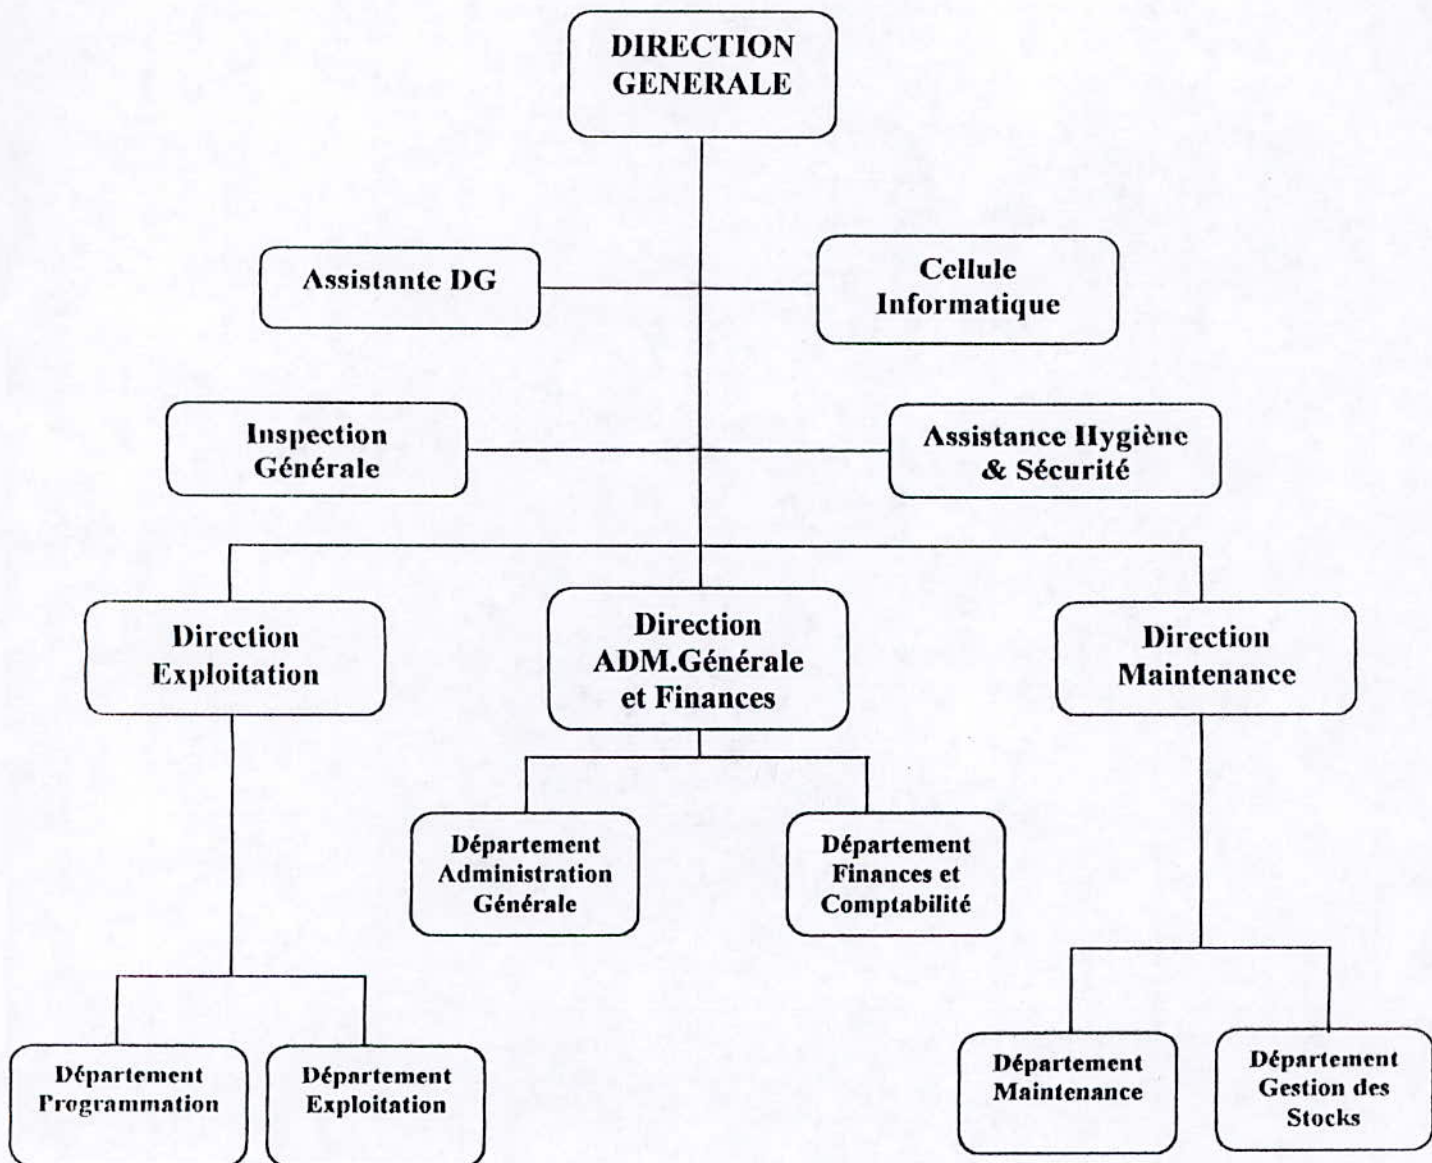 DIRECTION
GENERALE
Assistante DG
Cellule
Informatique
Inspection
Générale
Assistance Hygiène
& Sécurité
Direction
Exploitation
Direction
ADM.Générale
et Finances
Direction
Maintenance
Département
Administration
Générale
Département
Finances et
Comptabilité
Département
Programmation
Département
Exploitation
Département
Maintenance
Département
Gestion des
Stocks